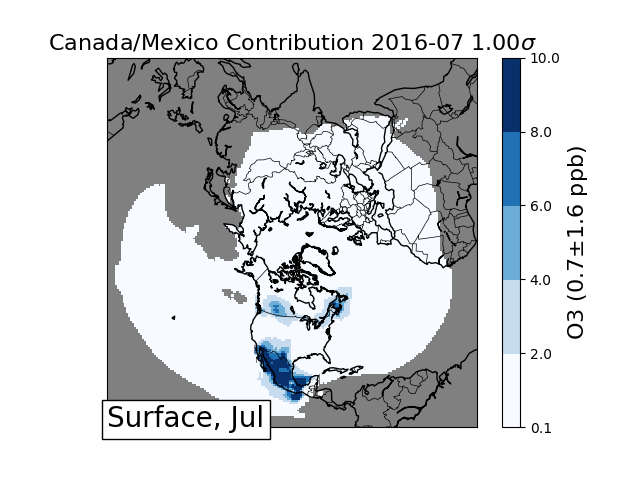 Canada/Mexico Contribution 2016-07 1.00σ
10.0
8.0
6.0
4.0
2.0
0.1
O3 (0.7±1.6 ppb)
Surface, Jul